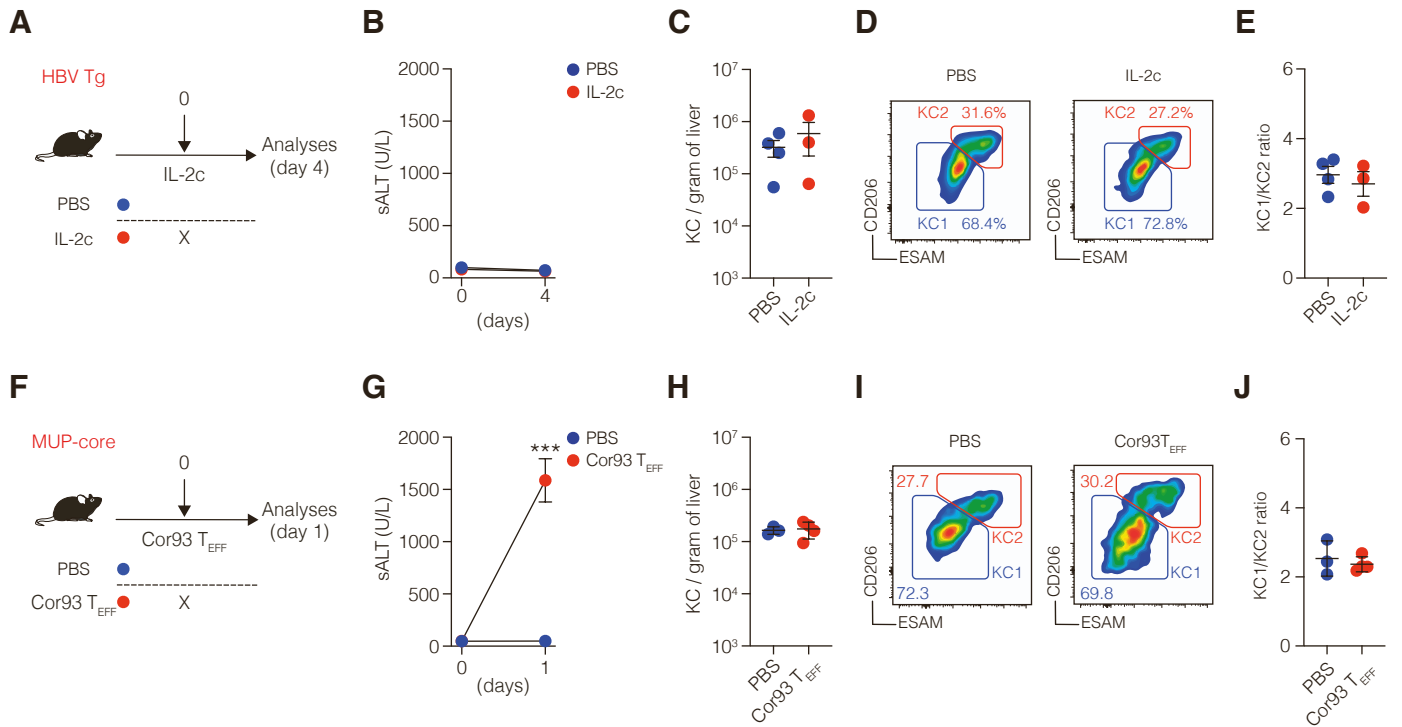 A
HBV Tg
0
IL-2c
Analyses
(day 4)
PBS
IL-2c
X
B
sALT (U/L)
2000
1500
1000
500
0
0
4
(days)
PBS
IL-2c
C
KC / gram of liver
10⁷
10⁶
10⁵
10⁴
10³
PBS
IL-2c
D
PBS
KC2 31.6%
KC1 68.4%
CD206
ESAM
IL-2c
KC2 27.2%
KC1 72.8%
CD206
ESAM
E
KC1/KC2 ratio
6
4
2
0
PBS
IL-2c
F
MUP-core
0
Cor93 TEFF
Analyses
(day 1)
PBS
Cor93 TEFF
X
G
sALT (U/L)
2000
1500
1000
500
0
0
1
(days)
***
PBS
Cor93 TEFF
H
KC / gram of liver
10⁷
10⁶
10⁵
10⁴
10³
PBS
Cor93 TEFF
I
PBS
27.7
KC2
KC1
72.3
CD206
ESAM
Cor93TEFF
30.2
KC2
KC1
69.8
CD206
ESAM
J
KC1/KC2 ratio
6
4
2
0
PBS
Cor93 TEFF